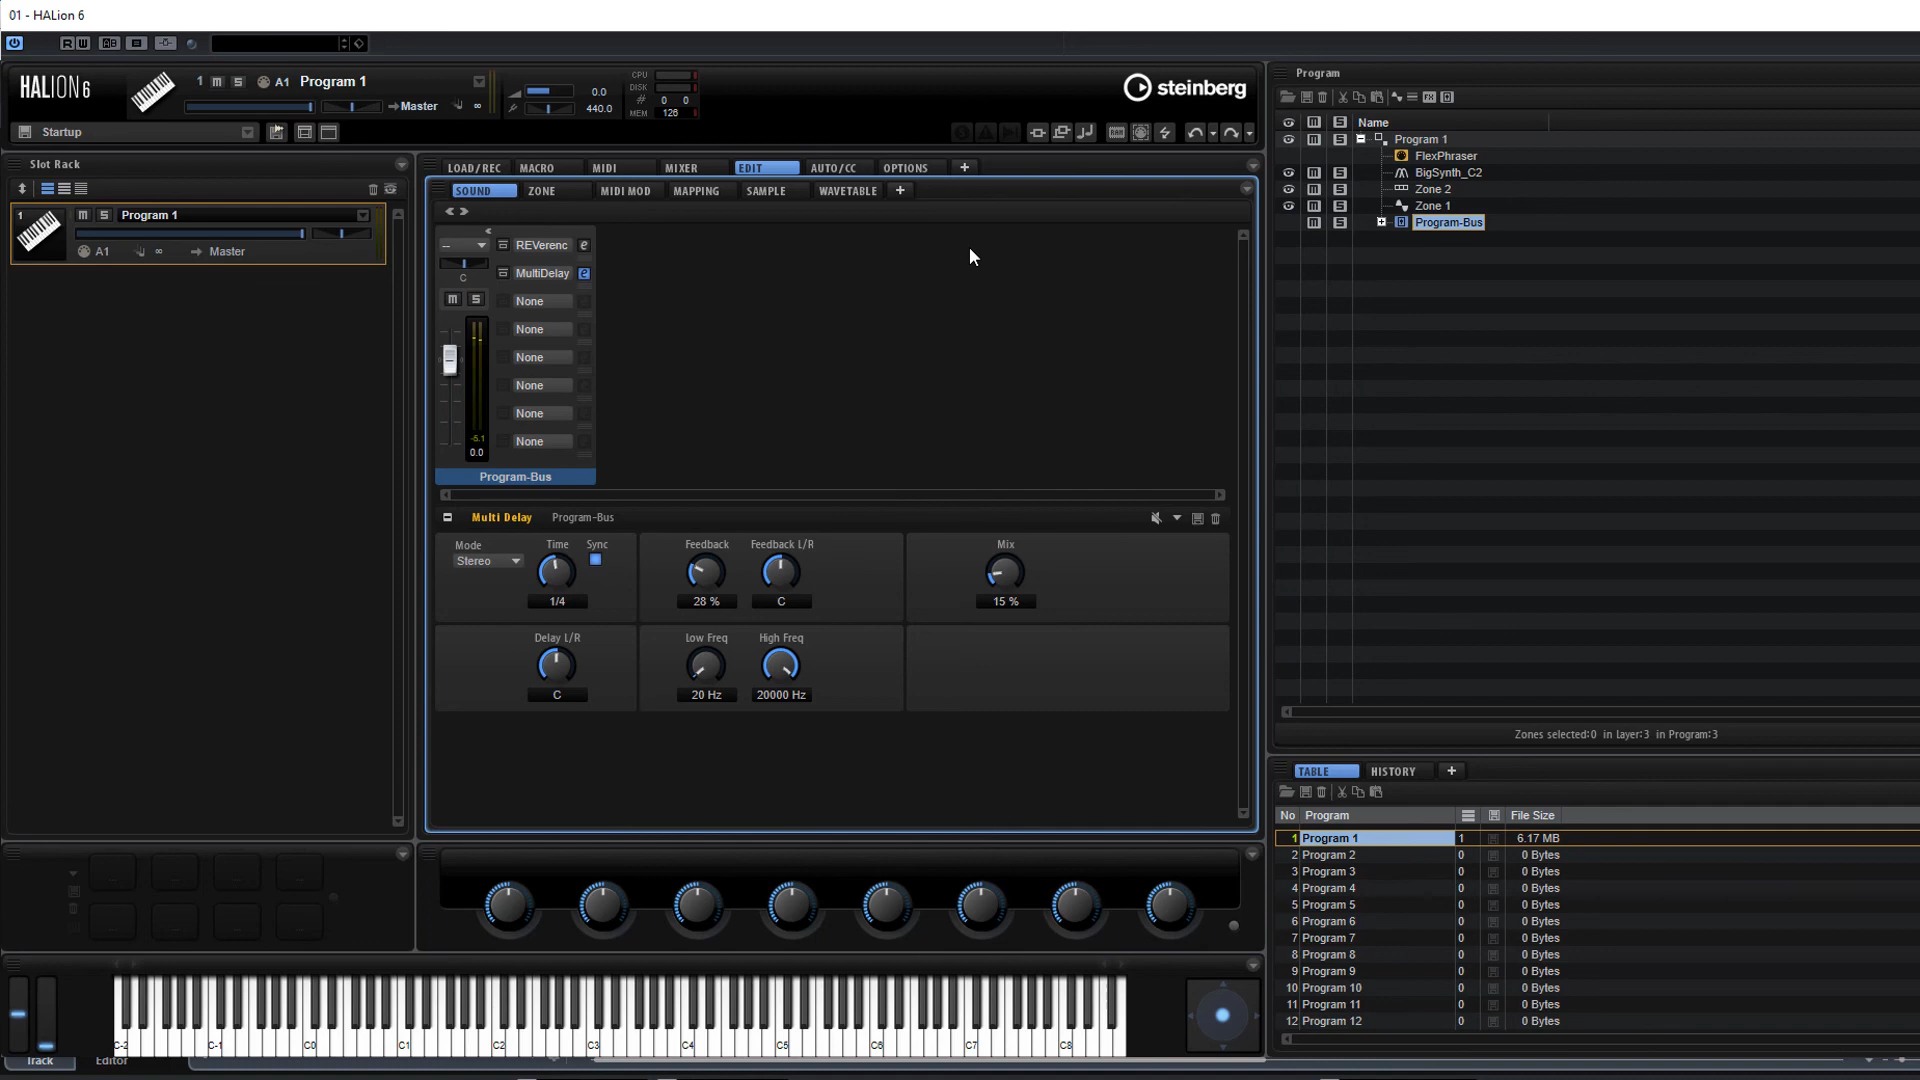 01 - HALion 6
R W AB
HALION 6
1 M S A1 Program 1
Master ∞
0.0
440.0
CPU
DISK
# 0 0
MEM 126
steinberg
Startup
Slot Rack
1 M S Program 1
A1 ∞ Master
LOAD/REC MACRO MIDI MIXER EDIT AUTO/CC OPTIONS +
SOUND ZONE MIDI MOD MAPPING SAMPLE WAVETABLE +
-- REVerenc e
C MultiDelay e
M S None
None
None
None
None
-5.1 None
0.0
Program-Bus
Multi Delay Program-Bus
Mode Time Sync Feedback Feedback L/R Mix
Stereo
1/4 28 % C 15 %
Delay L/R Low Freq High Freq
C 20 Hz 20000 Hz
C-2 C-1 C0 C1 C2 C3 C4 C5 C6 C7 C8
Track Editor
Program
FX
M S Name
M S Program 1
FlexPhraser
M S BigSynth_C2
M S Zone 2
M S Zone 1
M S Program-Bus
Zones selected:0 in Layer:3 in Program:3
TABLE HISTORY +
No Program File Size
1 Program 1 1 6.17 MB
2 Program 2 0 0 Bytes
3 Program 3 0 0 Bytes
4 Program 4 0 0 Bytes
5 Program 5 0 0 Bytes
6 Program 6 0 0 Bytes
7 Program 7 0 0 Bytes
8 Program 8 0 0 Bytes
9 Program 9 0 0 Bytes
10 Program 10 0 0 Bytes
11 Program 11 0 0 Bytes
12 Program 12 0 0 Bytes